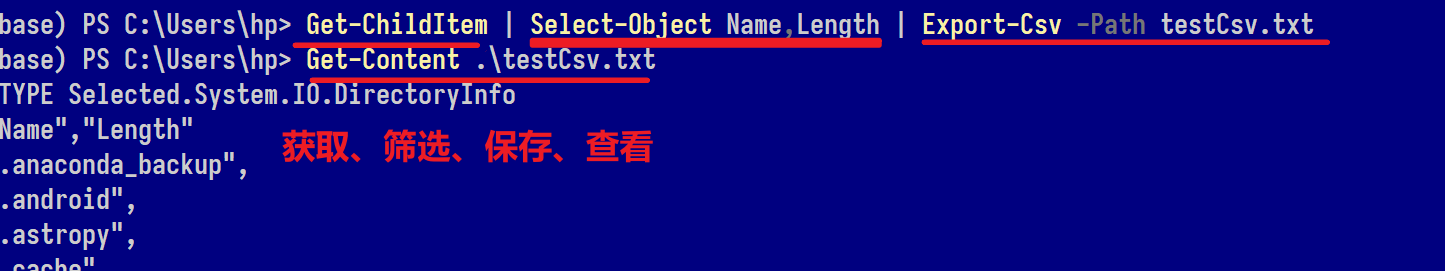 base) PS C:\Users\hp> Get-ChildItem | Select-Object Name,Length | Export-Csv -Path testCsv.txt
base) PS C:\Users\hp> Get-Content .\testCsv.txt
TYPE Selected.System.IO.DirectoryInfo
Name","Length"
获取、筛选、保存、查看
.anaconda_backup",
.android",
.astropy",
.cache"